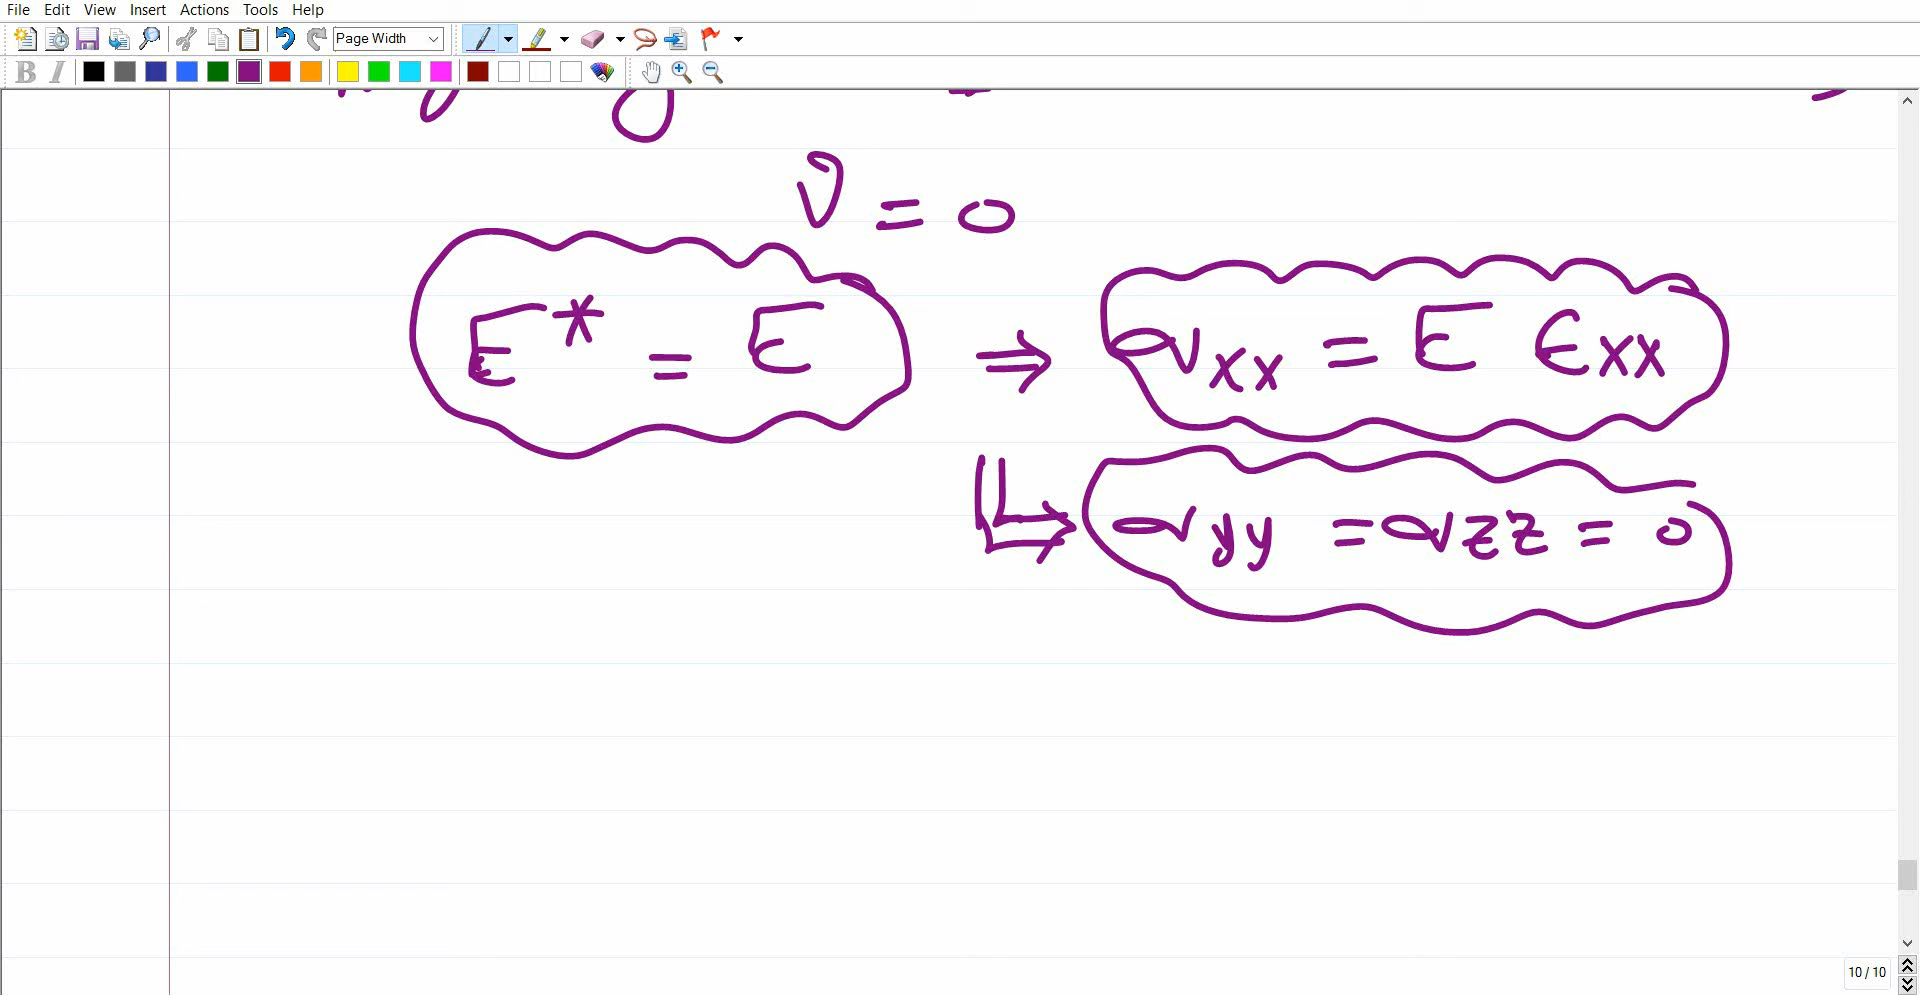 File Edit View Insert Actions Tools Help
Page Width
B I
ν = 0
E* = E ⇒ σxx = E ϵxx
σyy = σzz = 0
10 / 10